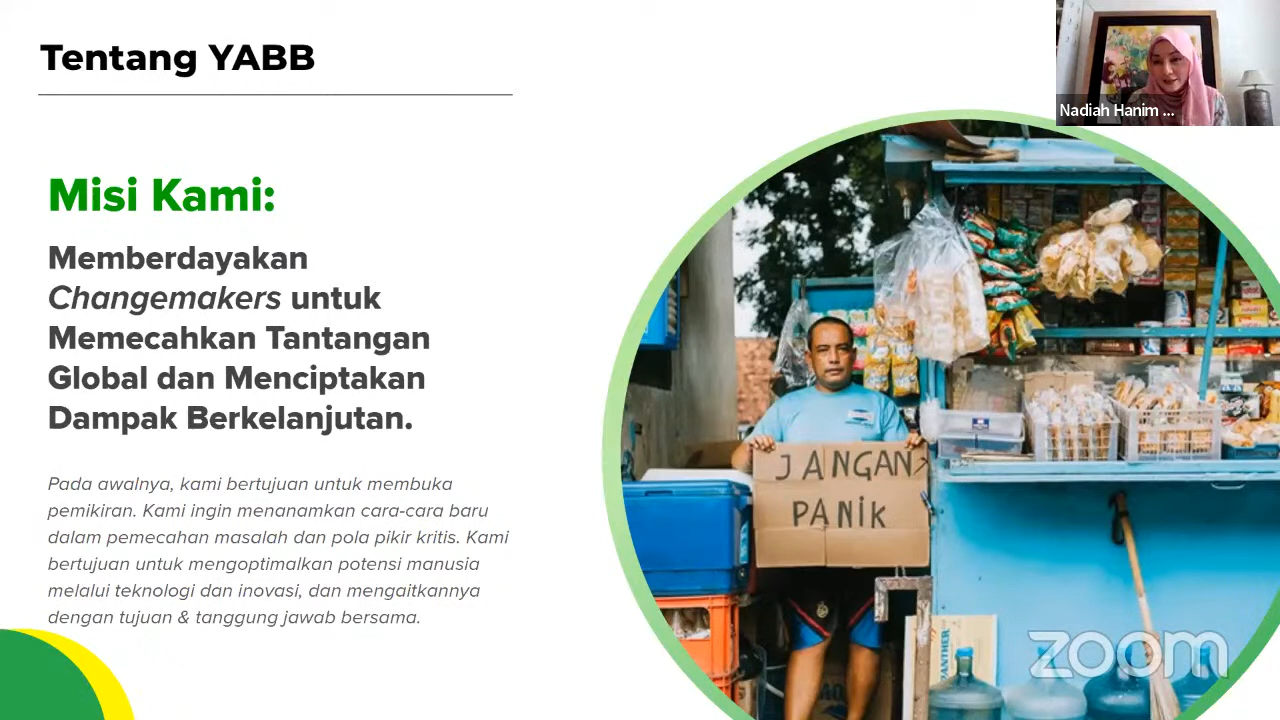 Tentang YABB
Nadiah Hanim ...
Misi Kami:
Memberdayakan
Changemakers untuk
Memecahkan Tantangan
Global dan Menciptakan
Dampak Berkelanjutan.
Pada awalnya, kami bertujuan untuk membuka
pemikiran. Kami ingin menanamkan cara-cara baru
dalam pemecahan masalah dan pola pikir kritis. Kami
bertujuan untuk mengoptimalkan potensi manusia
melalui teknologi dan inovasi, dan mengaitkannya
dengan tujuan & tanggung jawab bersama.
JANGAN
PANIK
PANTHER
zoom